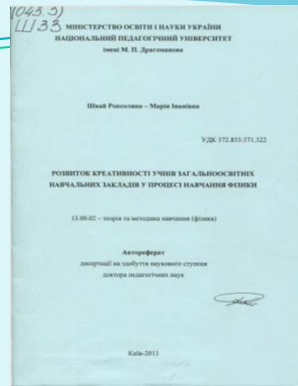 (043.3)
Ш33
МІНІСТЕРСТВО ОСВІТИ І НАУКИ УКРАЇНИ
НАЦІОНАЛЬНИЙ ПЕДАГОГІЧНИЙ УНІВЕРСИТЕТ
імені М. П. Драгоманова
Швай Роксоляна – Марія Іванівна
УДК 372.853:371.322
РОЗВИТОК КРЕАТИВНОСТІ УЧНІВ ЗАГАЛЬНООСВІТНІХ
НАВЧАЛЬНИХ ЗАКЛАДІВ У ПРОЦЕСІ НАВЧАННЯ ФІЗИКИ
13.00.02 – теорія та методика навчання (фізика)
Автореферат
дисертації на здобуття наукового ступеня
доктора педагогічних наук
Київ-2013